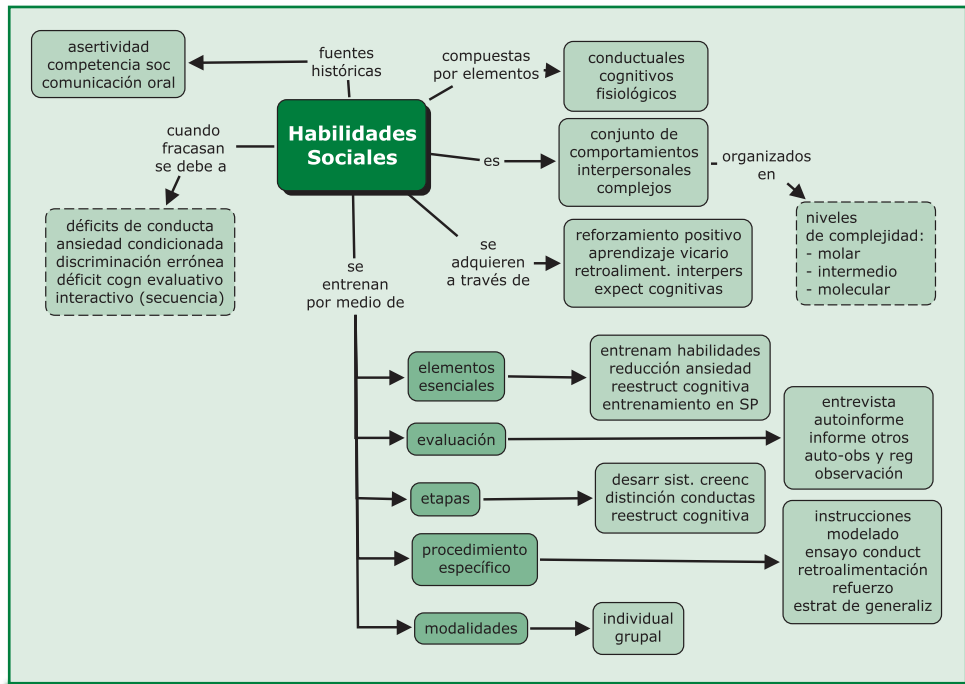 asertividad
competencia soc
comunicación oral
fuentes
históricas
compuestas
por elementos
conductuales
cognitivos
fisiológicos
Habilidades
Sociales
cuando
fracasan
se debe a
es
conjunto de
comportamientos
interpersonales
complejos
organizados
en
niveles
de complejidad:
- molar
- intermedio
- molecular
déficits de conducta
ansiedad condicionada
discriminación errónea
déficit cogn evaluativo
interactivo (secuencia)
se
adquieren
a través de
reforzamiento positivo
aprendizaje vicario
retroaliment. interpers
expect cognitivas
se
entrenan
por medio de
elementos
esenciales
entrenam habilidades
reducción ansiedad
reestruct cognitiva
entrenamiento en SP
evaluación
entrevista
autoinforme
informe otros
auto-obs y reg
observación
etapas
desarr sist. creenc
distinción conductas
reestruct cognitiva
procedimiento
específico
instrucciones
modelado
ensayo conduct
retroalimentación
refuerzo
estrat de generaliz
modalidades
individual
grupal